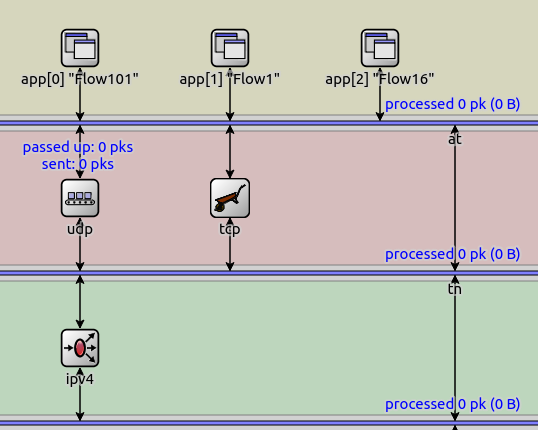 app[0] "Flow101"
app[1] "Flow1"
app[2] "Flow16"
processed 0 pk (0 B)
at
passed up: 0 pks
sent: 0 pks
udp
tcp
processed 0 pk (0 B)
tn
ipv4
processed 0 pk (0 B)